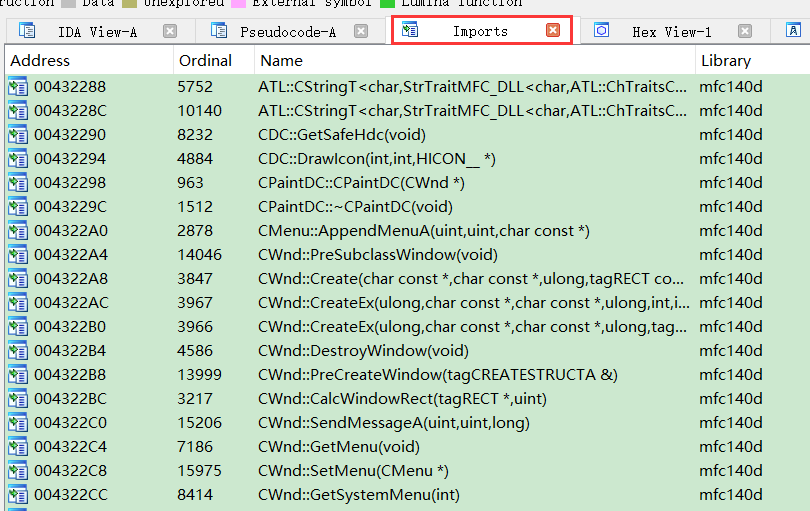 ruction Data Unexplored External symbol Lumina function
IDA View-A Pseudocode-A Imports Hex View-1
Address Ordinal Name Library
00432288 5752 ATL::CStringT<char,StrTraitMFC_DLL<char,ATL::ChTraitsC... mfc140d
0043228C 10140 ATL::CStringT<char,StrTraitMFC_DLL<char,ATL::ChTraitsC... mfc140d
00432290 8232 CDC::GetSafeHdc(void) mfc140d
00432294 4884 CDC::DrawIcon(int,int,HICON__ *) mfc140d
00432298 963 CPaintDC::CPaintDC(CWnd *) mfc140d
0043229C 1512 CPaintDC::~CPaintDC(void) mfc140d
004322A0 2878 CMenu::AppendMenuA(uint,uint,char const *) mfc140d
004322A4 14046 CWnd::PreSubclassWindow(void) mfc140d
004322A8 3847 CWnd::Create(char const *,char const *,ulong,tagRECT co... mfc140d
004322AC 3967 CWnd::CreateEx(ulong,char const *,char const *,ulong,int,i... mfc140d
004322B0 3966 CWnd::CreateEx(ulong,char const *,char const *,ulong,tag... mfc140d
004322B4 4586 CWnd::DestroyWindow(void) mfc140d
004322B8 13999 CWnd::PreCreateWindow(tagCREATESTRUCTA &) mfc140d
004322BC 3217 CWnd::CalcWindowRect(tagRECT *,uint) mfc140d
004322C0 15206 CWnd::SendMessageA(uint,uint,long) mfc140d
004322C4 7186 CWnd::GetMenu(void) mfc140d
004322C8 15975 CWnd::SetMenu(CMenu *) mfc140d
004322CC 8414 CWnd::GetSystemMenu(int) mfc140d